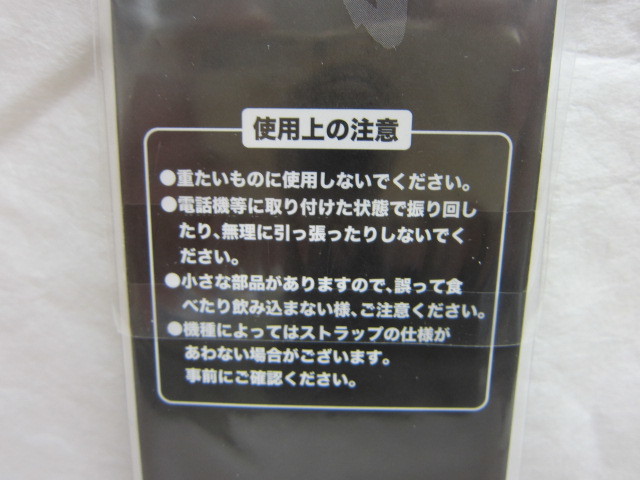 使用上の注意
●重たいものに使用しないでください。
●電話機等に取り付けた状態で振り回し
たり、無理に引っ張ったりしないでく
ださい。
●小さな部品がありますので、誤って食
べたり飲み込まない様、ご注意ください。
●機種によってはストラップの仕様が
あわない場合がございます。
事前にご確認ください。